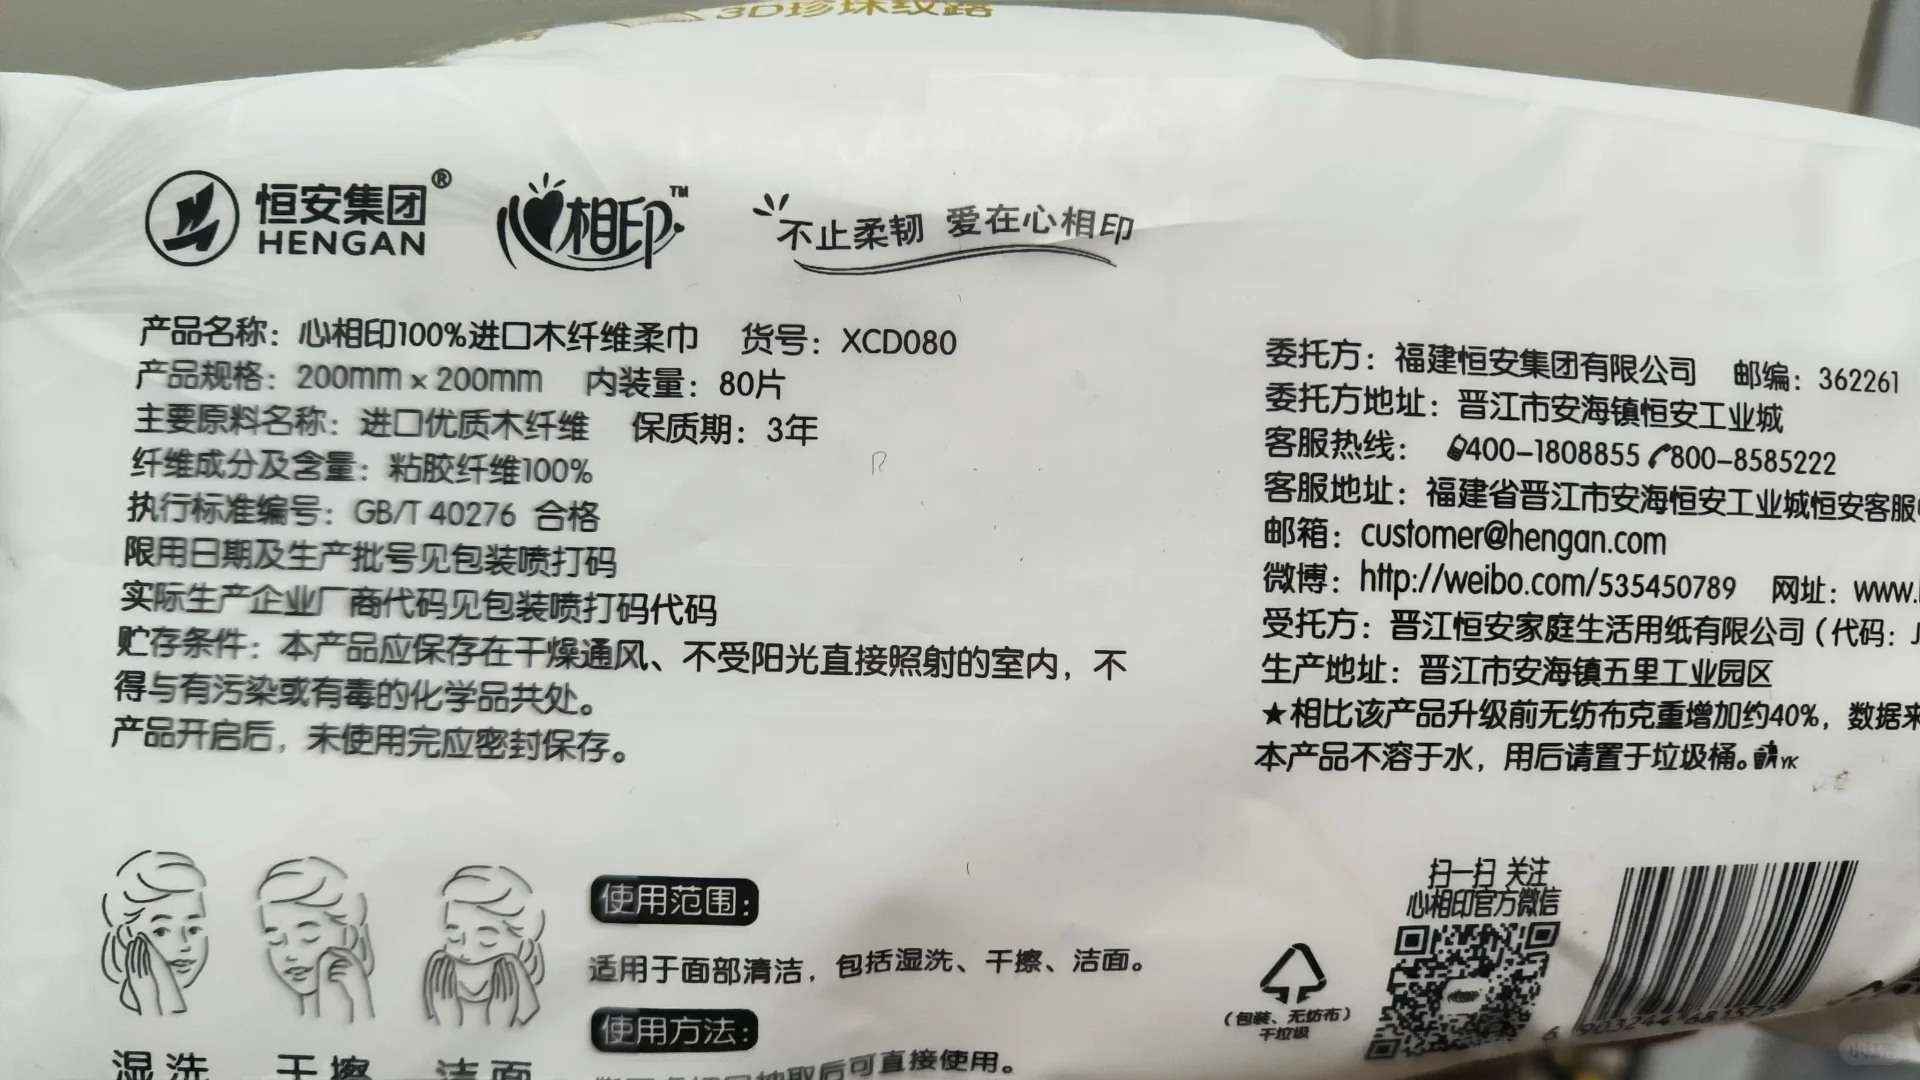 3D珍珠纹路
恒安集团®
HENGAN
心相印™
不止柔韧 爱在心相印
产品名称：心相印100%进口木纤维柔巾 货号：XCD080
产品规格：200mm×200mm 内装量：80片
主要原料名称：进口优质木纤维 保质期：3年
纤维成分及含量：粘胶纤维100%
执行标准编号：GB/T 40276 合格
限用日期及生产批号见包装喷打码
实际生产企业厂商代码见包装喷打码代码
贮存条件：本产品应保存在干燥通风、不受阳光直接照射的室内，不
得与有污染或有毒的化学品共处。
产品开启后，未使用完应密封保存。
委托方：福建恒安集团有限公司 邮编：362261
委托方地址：晋江市安海镇恒安工业城
客服热线：400-1808855 800-8585222
客服地址：福建省晋江市安海恒安工业城恒安客服
邮箱：customer@hengan.com
微博：http://weibo.com/535450789 网址：www.
受托方：晋江恒安家庭生活用纸有限公司（代码：
生产地址：晋江市安海镇五里工业园区
★相比该产品升级前无纺布克重增加约40%，数据来
本产品不溶于水，用后请置于垃圾桶。YK
湿洗 干擦 洁面
使用范围：
适用于面部清洁，包括湿洗、干擦、洁面。
使用方法：
抽取后可直接使用。
（包装、无纺布）
干垃圾
扫一扫 关注
心相印官方微信
小红书